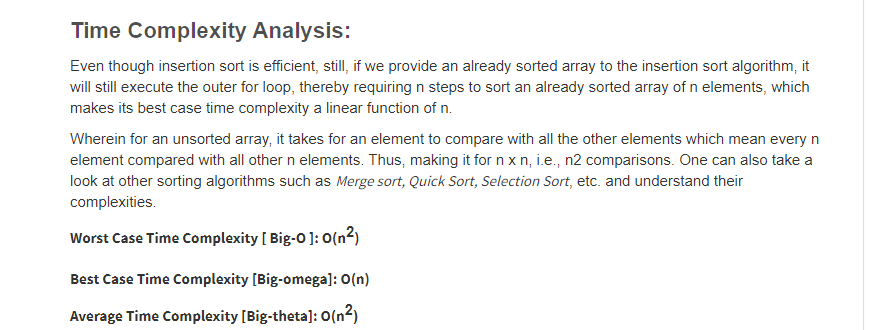 Time Complexity Analysis:
Even though insertion sort is efficient, still, if we provide an already sorted array to the insertion sort algorithm, it
will still execute the outer for loop, thereby requiring n steps to sort an already sorted array of n elements, which
makes its best case time complexity a linear function of n.
Wherein for an unsorted array, it takes for an element to compare with all the other elements which mean every n
element compared with all other n elements. Thus, making it for n x n, i.e., n2 comparisons. One can also take a
look at other sorting algorithms such as Merge sort, Quick Sort, Selection Sort, etc. and understand their
complexities.
Worst Case Time Complexity [ Big-O ]: O(n²)
Best Case Time Complexity [Big-omega]: O(n)
Average Time Complexity [Big-theta]: O(n²)